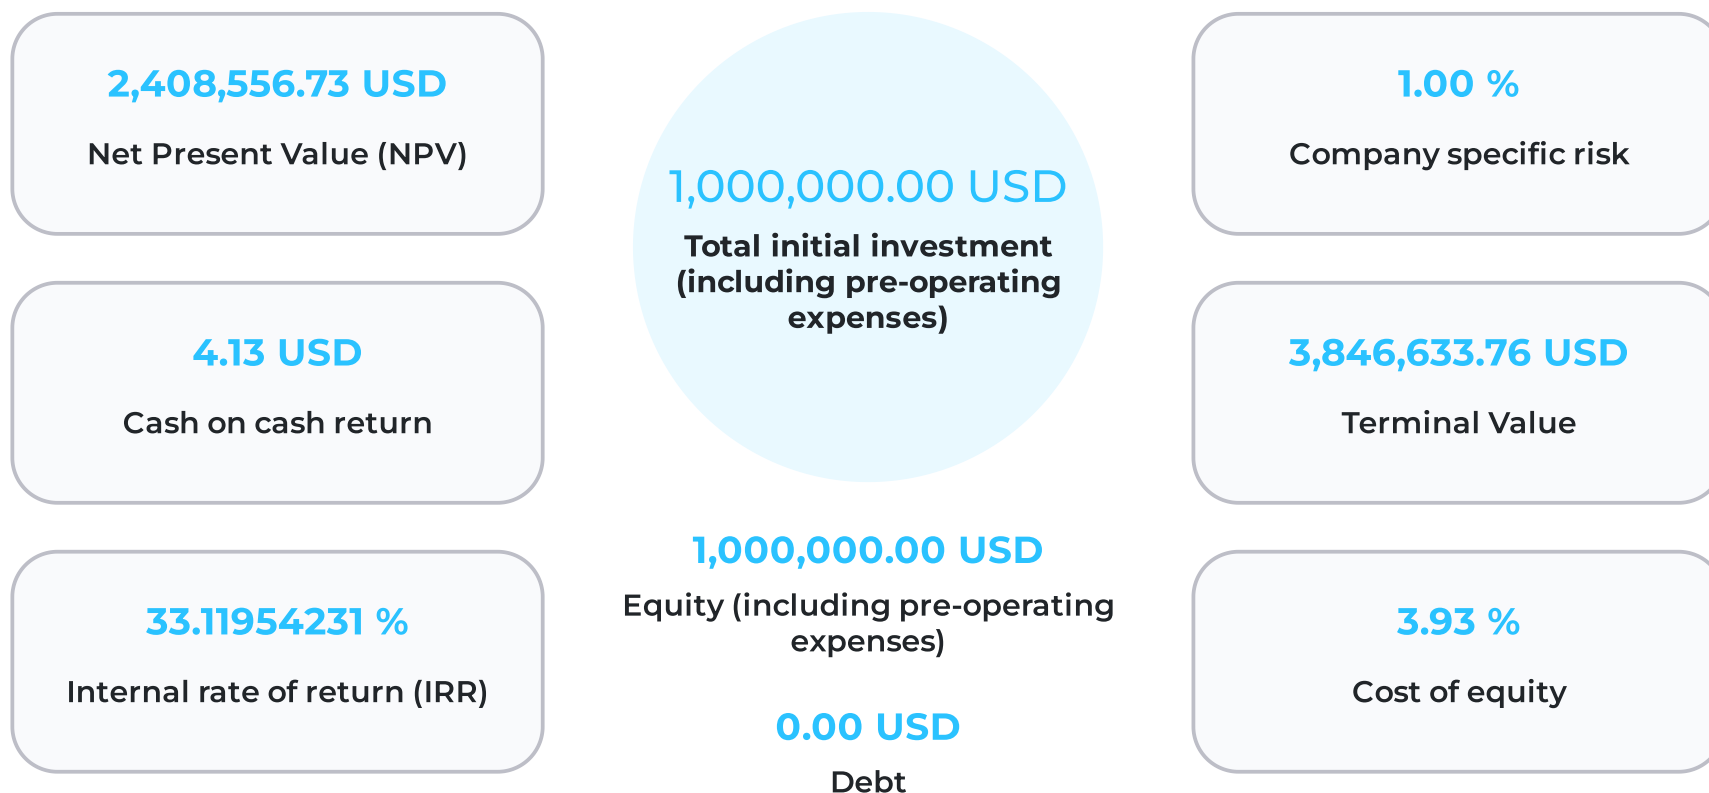 2,408,556.73 USD
Net Present Value (NPV)
4.13 USD
Cash on cash return
33.11954231 %
Internal rate of return (IRR)
1,000,000.00 USD
Total initial investment
(including pre-operating
expenses)
1,000,000.00 USD
Equity (including pre-operating
expenses)
0.00 USD
Debt
1.00 %
Company specific risk
3,846,633.76 USD
Terminal Value
3.93 %
Cost of equity